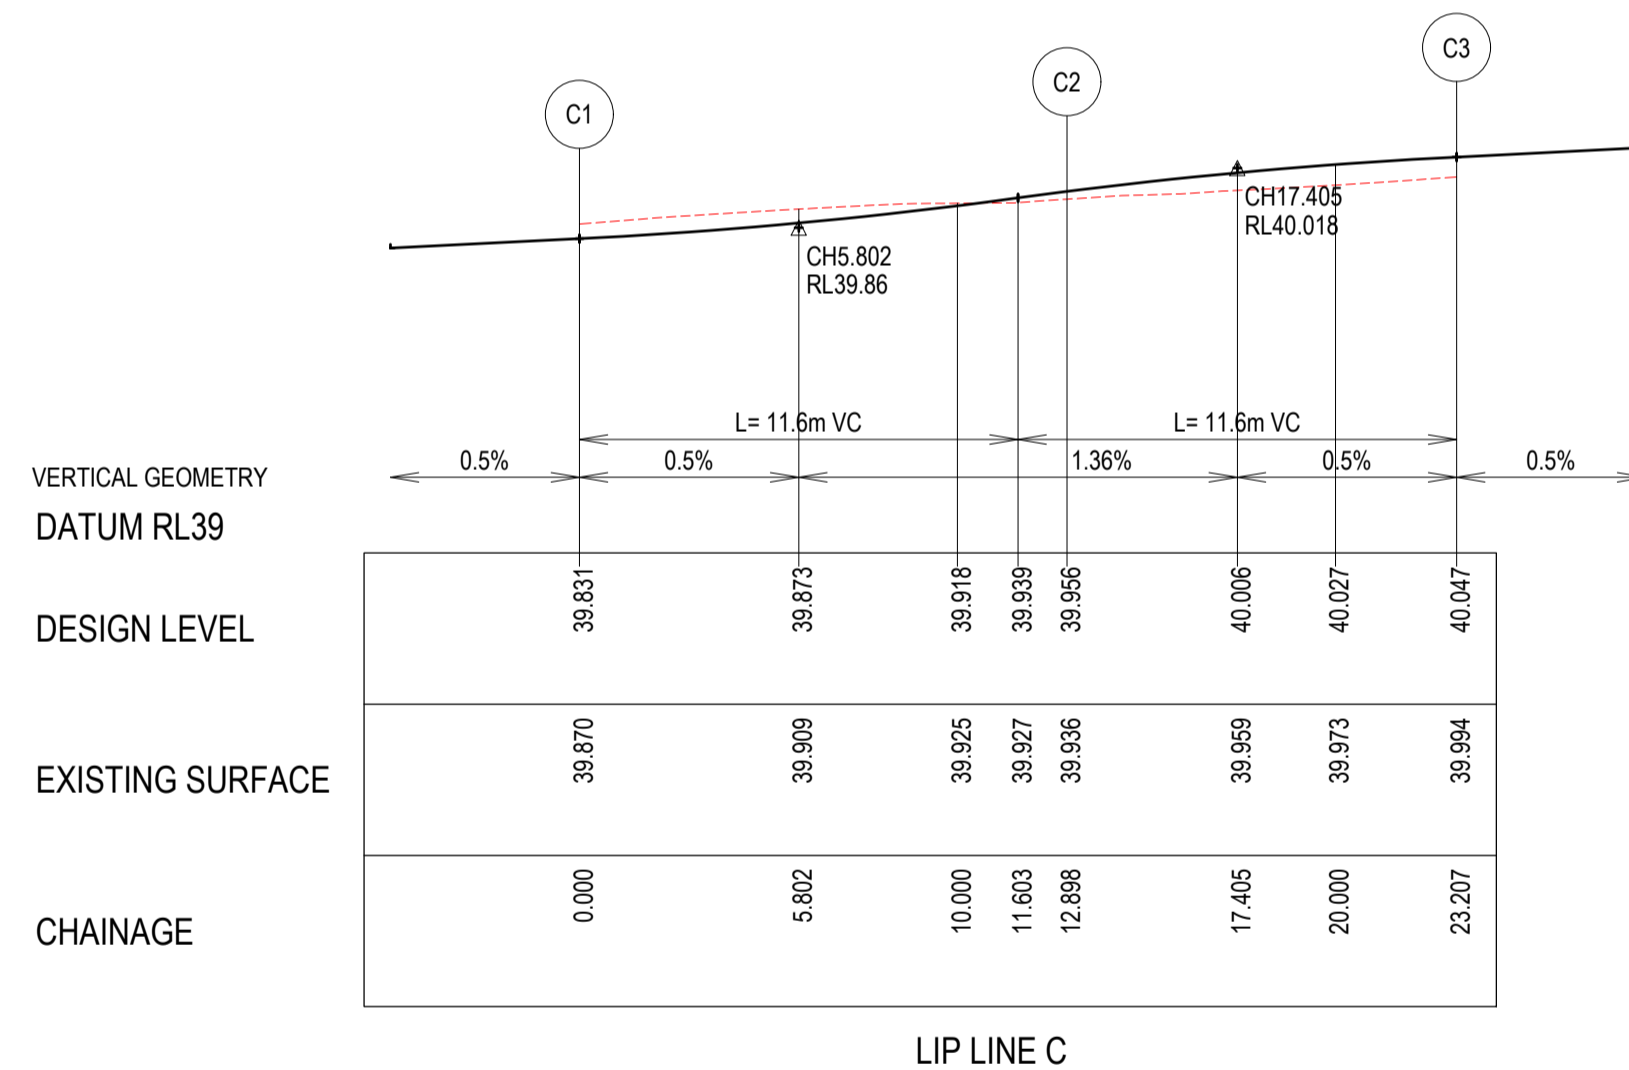 C1
C2
C3
CH17.405
RL40.018
CH5.802
RL39.86
L= 11.6m VC
L= 11.6m VC
0.5%
0.5%
1.36%
0.5%
0.5%
VERTICAL GEOMETRY
DATUM RL39
DESIGN LEVEL
39.831
39.873
39.918
39.939
39.956
40.006
40.027
40.047
EXISTING SURFACE
39.870
39.909
39.925
39.927
39.936
39.959
39.973
39.994
CHAINAGE
0.000
5.802
10.000
11.603
12.898
17.405
20.000
23.207
LIP LINE C